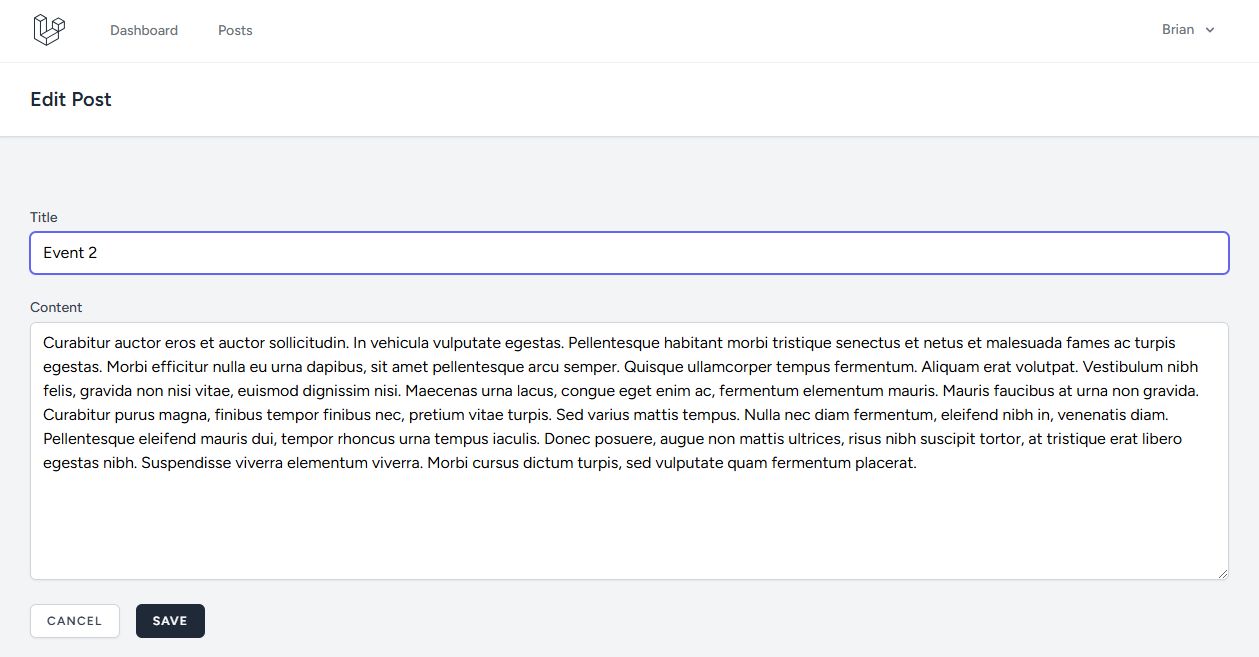 Dashboard
Posts
Brian
Edit Post
Title
Event 2
Content
Curabitur auctor eros et auctor sollicitudin. In vehicula vulputate egestas. Pellentesque habitant morbi tristique senectus et netus et malesuada fames ac turpis
egestas. Morbi efficitur nulla eu urna dapibus, sit amet pellentesque arcu semper. Quisque ullamcorper tempus fermentum. Aliquam erat volutpat. Vestibulum nibh
felis, gravida non nisi vitae, euismod dignissim nisi. Maecenas urna lacus, congue eget enim ac, fermentum elementum mauris. Mauris faucibus at urna non gravida.
Curabitur purus magna, finibus tempor finibus nec, pretium vitae turpis. Sed varius mattis tempus. Nulla nec diam fermentum, eleifend nibh in, venenatis diam.
Pellentesque eleifend mauris dui, tempor rhoncus urna tempus iaculis. Donec posuere, augue non mattis ultrices, risus nibh suscipit tortor, at tristique erat libero
egestas nibh. Suspendisse viverra elementum viverra. Morbi cursus dictum turpis, sed vulputate quam fermentum placerat.
CANCEL
SAVE